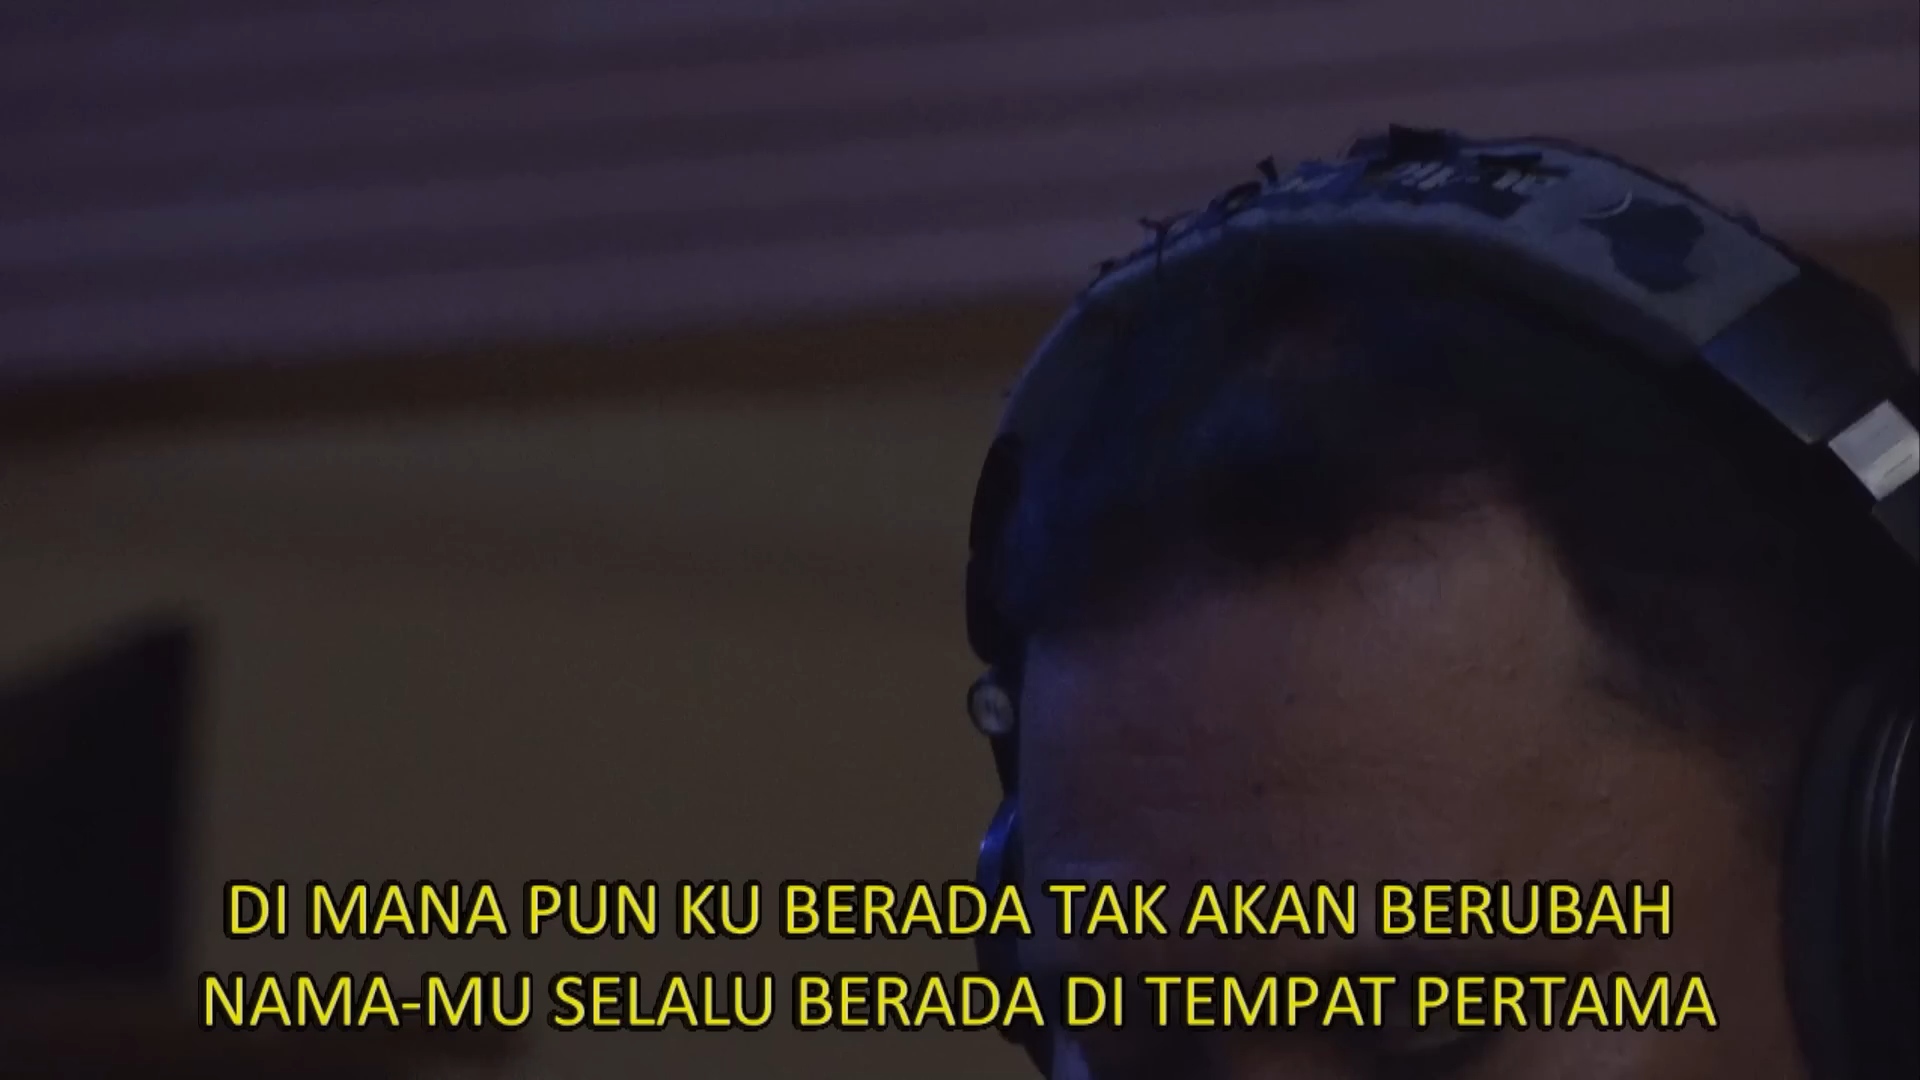 DI MANA PUN KU BERADA TAK AKAN BERUBAH
NAMA-MU SELALU BERADA DI TEMPAT PERTAMA